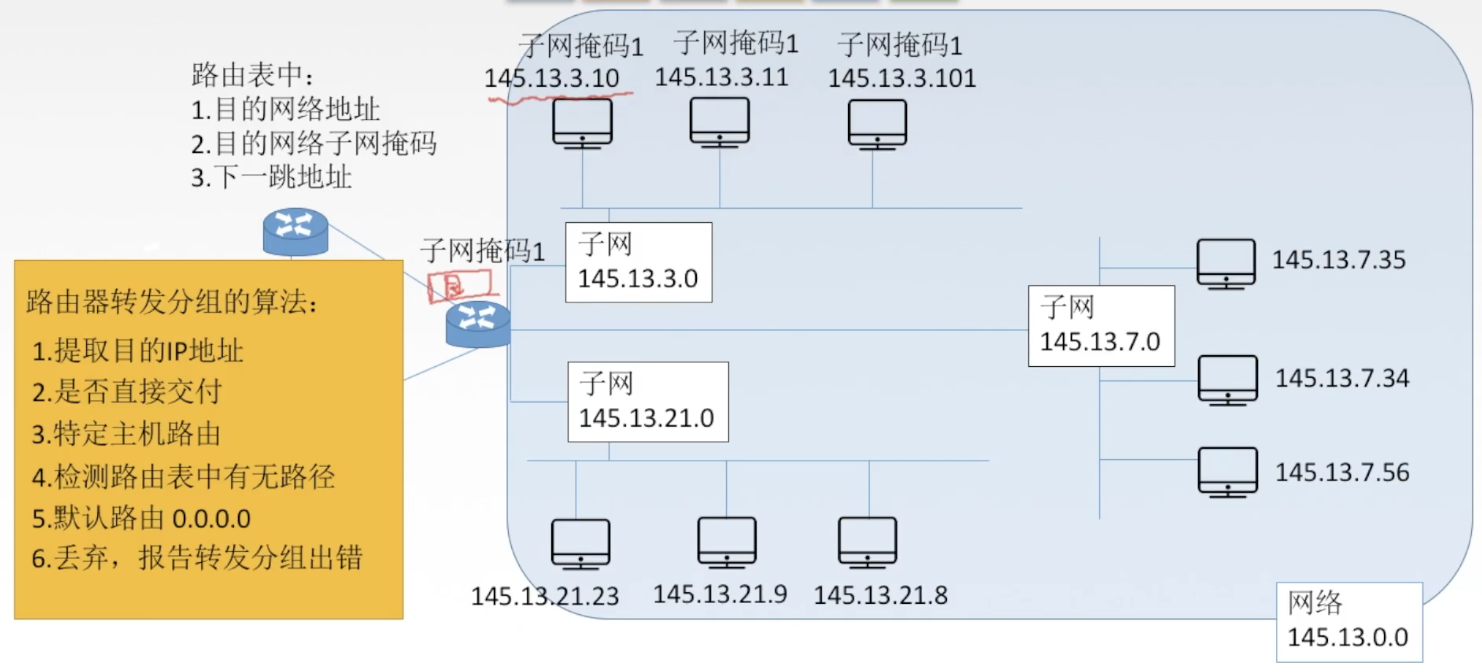 路由表中：
1.目的网络地址
2.目的网络子网掩码
3.下一跳地址
子网掩码1
145.13.3.10
子网掩码1
145.13.3.11
子网掩码1
145.13.3.101
子网掩码1
子网
145.13.3.0
子网
145.13.7.0
145.13.7.35
145.13.7.34
145.13.7.56
子网
145.13.21.0
145.13.21.23
145.13.21.9
145.13.21.8
网络
145.13.0.0
路由器转发分组的算法：
1.提取目的IP地址
2.是否直接交付
3.特定主机路由
4.检测路由表中有无路径
5.默认路由 0.0.0.0
6.丢弃，报告转发分组出错